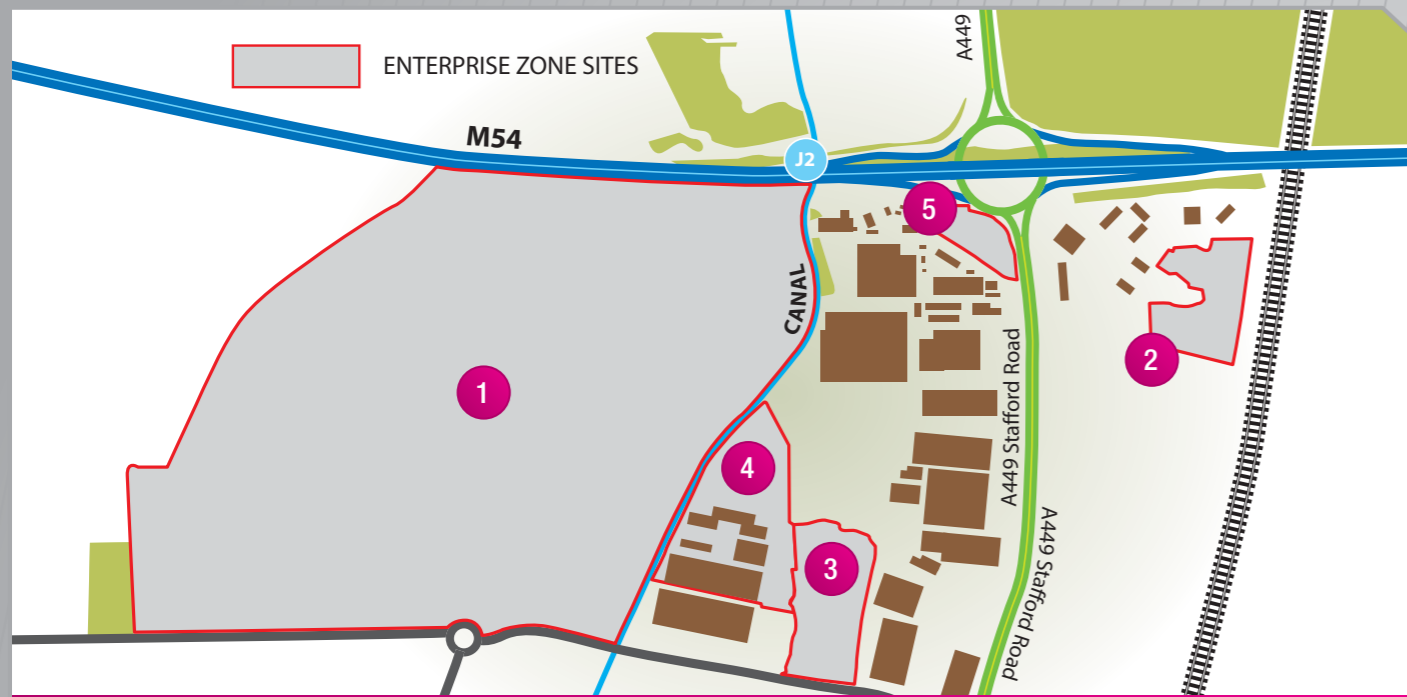 A449
ENTERPRISE ZONE SITES
M54
J2
5
CANAL
2
A449 Stafford Road
1
4
A449 Stafford Road
3